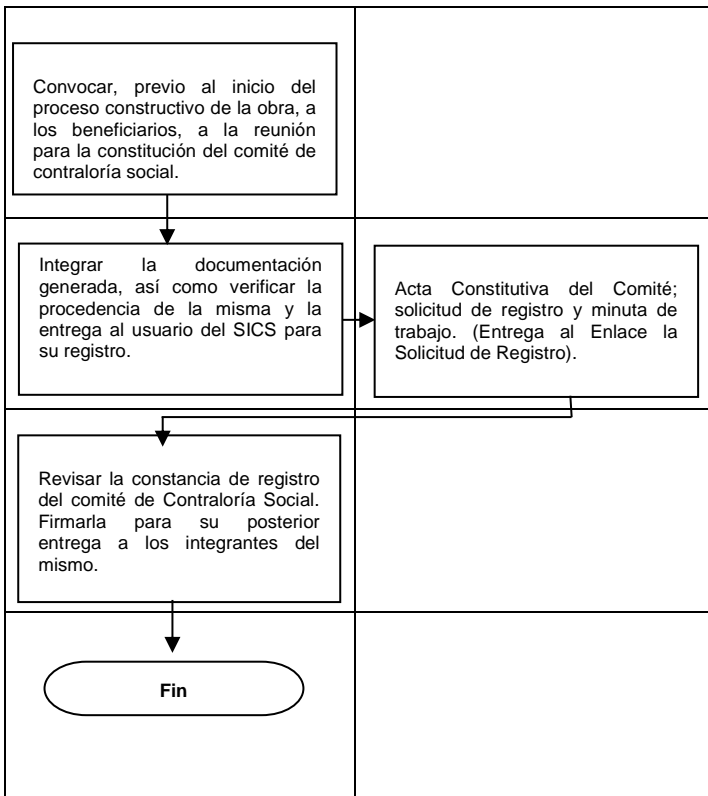 Convocar, previo al inicio del
proceso constructivo de la obra, a
los beneficiarios, a la reunión
para la constitución del comité de
contraloría social.
Integrar la documentación
generada, así como verificar la
procedencia de la misma y la
entrega al usuario del SICS para
su registro.
Acta Constitutiva del Comité;
solicitud de registro y minuta de
trabajo. (Entrega al Enlace la
Solicitud de Registro).
Revisar la constancia de registro
del comité de Contraloría Social.
Firmarla para su posterior
entrega a los integrantes del
mismo.
Fin